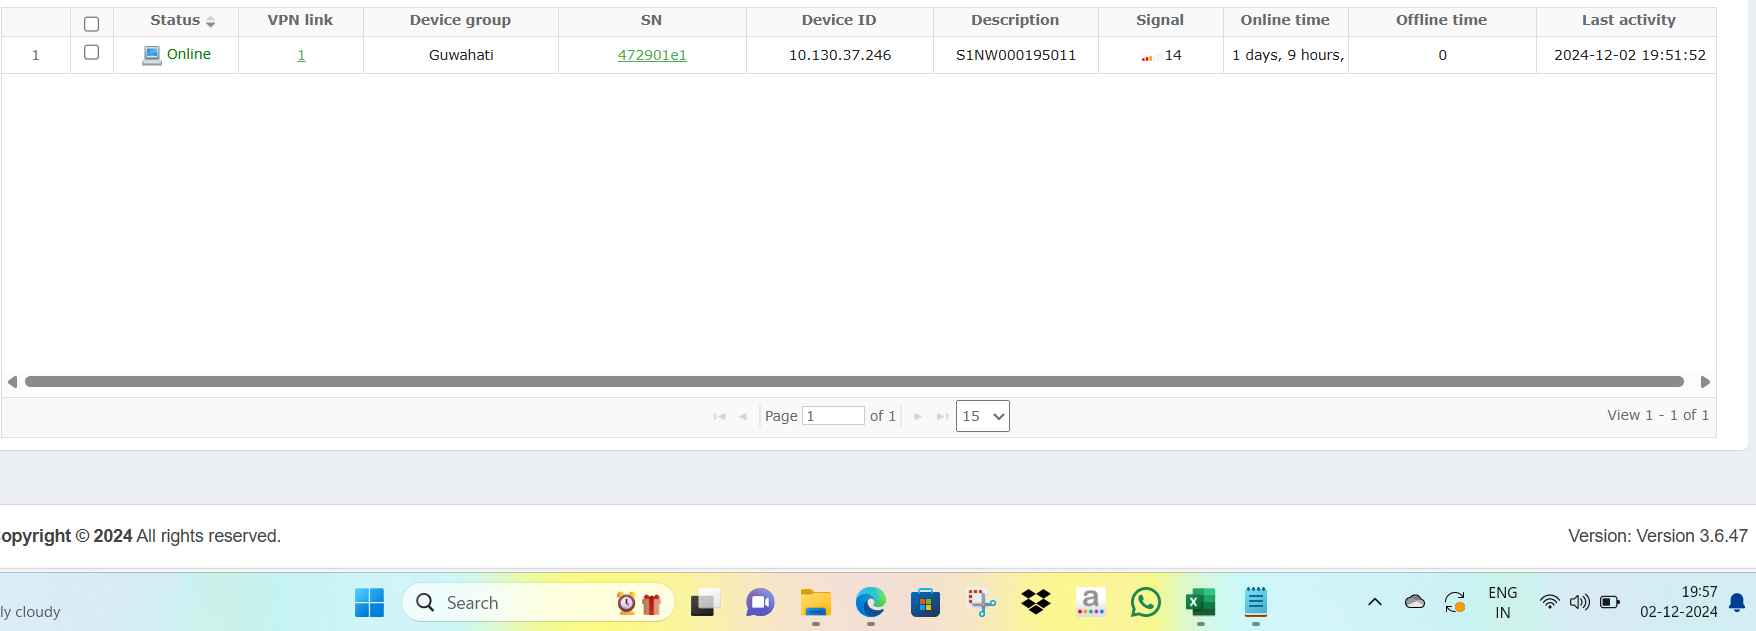 Status VPN link Device group SN Device ID Description Signal Online time Offline time Last activity
1 Online 1 Guwahati 472901e1 10.130.37.246 S1NW000195011 14 1 days, 9 hours, 0 2024-12-02 19:51:52
Page 1 of 1 15 View 1 - 1 of 1
opyright © 2024 All rights reserved. Version: Version 3.6.47
ly cloudy Search a ENG IN 19:57
02-12-2024